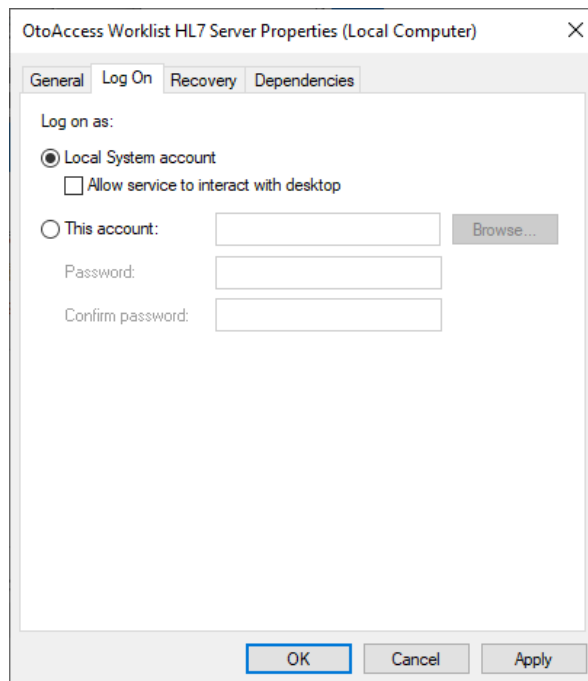 OtoAccess Worklist HL7 Server Properties (Local Computer)
General Log On Recovery Dependencies
Log on as:
Local System account
Allow service to interact with desktop
This account: Browse...
Password:
Confirm password:
OK Cancel Apply